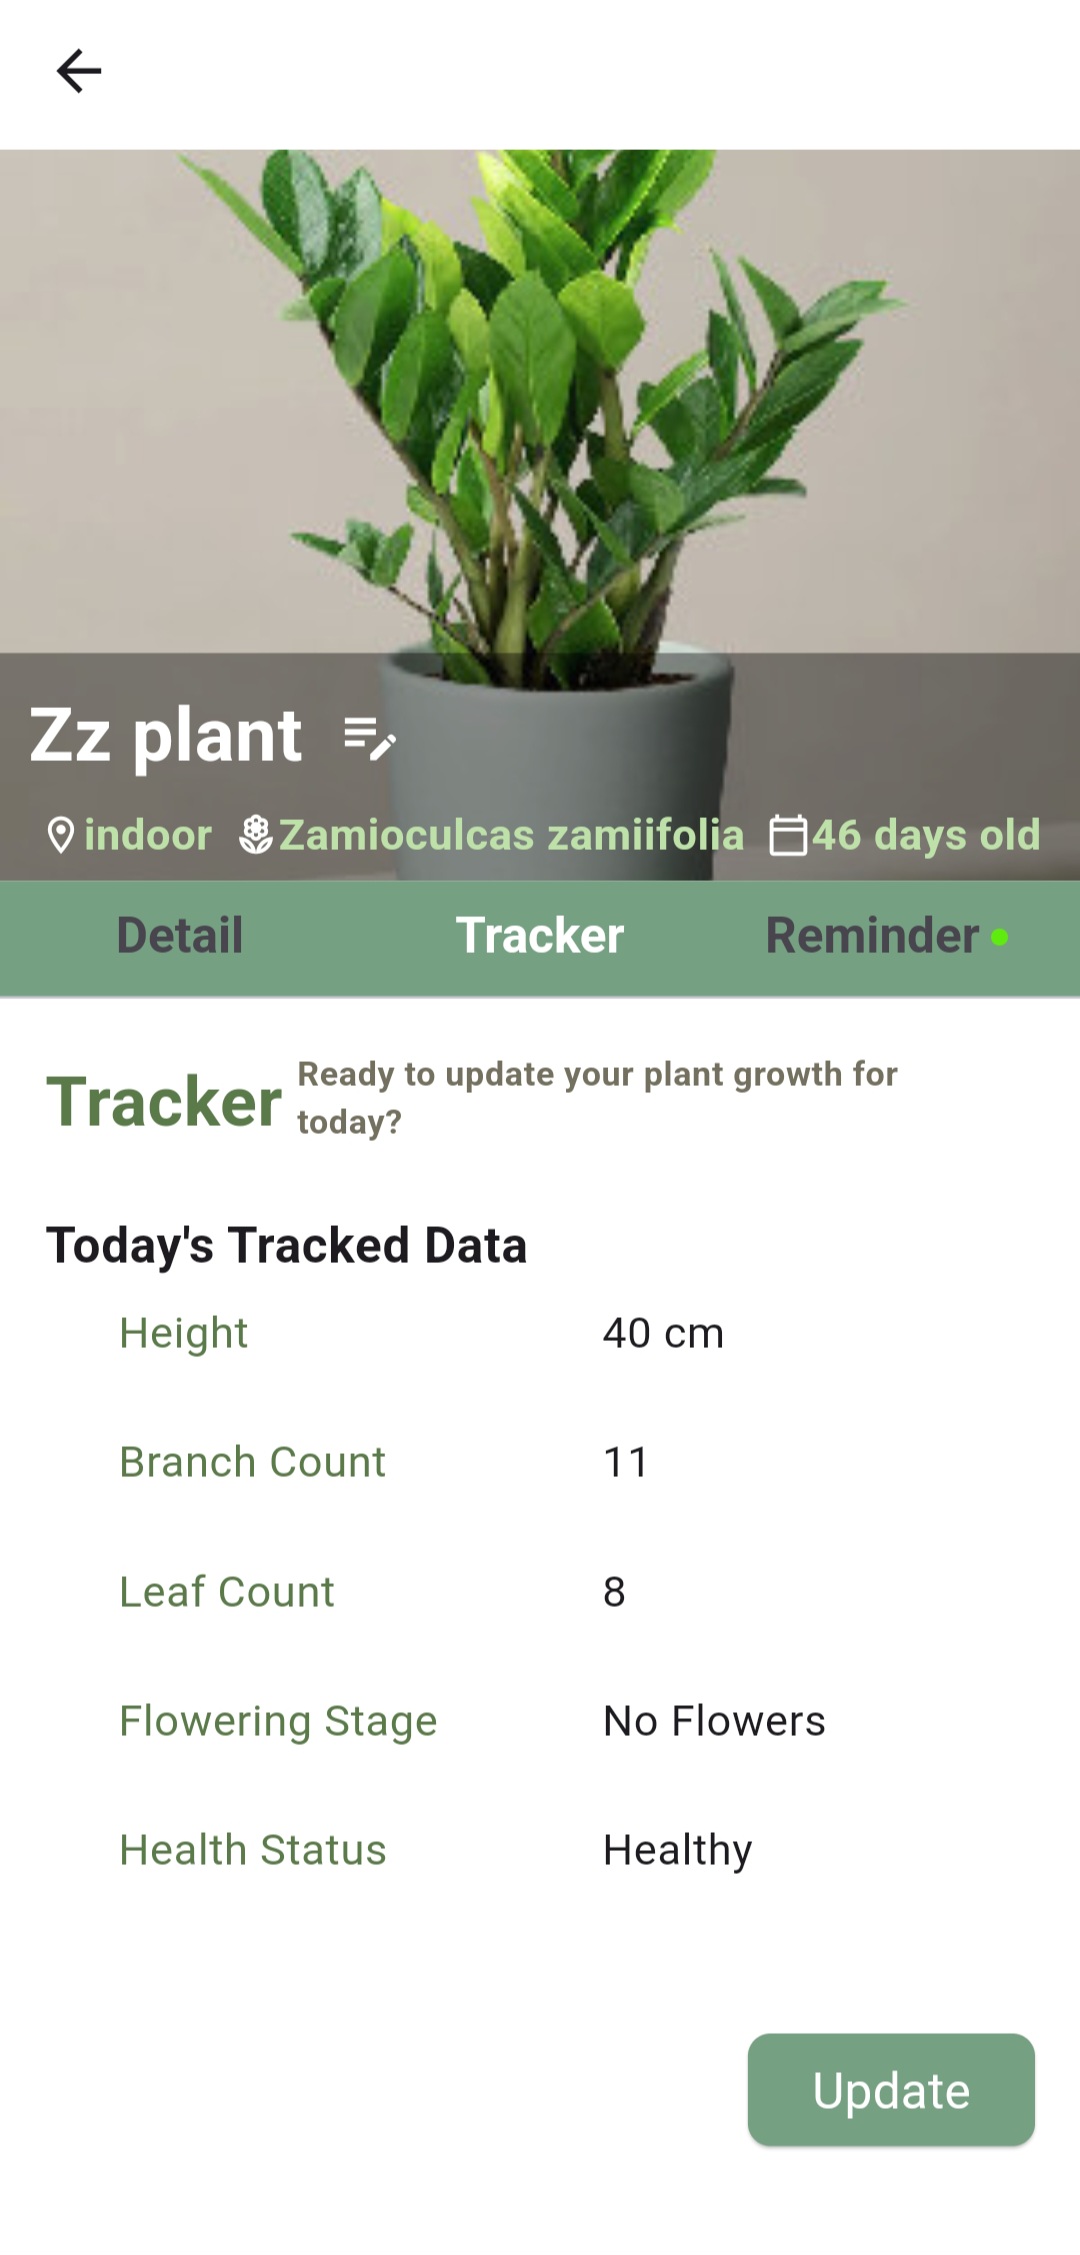 Zz plant
indoor Zamioculcas zamiifolia 46 days old
Detail Tracker Reminder
Tracker Ready to update your plant growth for
today?
Today's Tracked Data
Height 40 cm
Branch Count 11
Leaf Count 8
Flowering Stage No Flowers
Health Status Healthy
Update